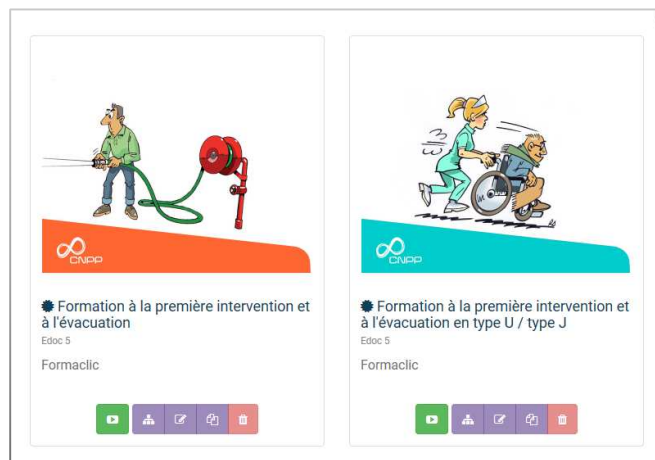 CNPP
Formation à la première intervention et
à l'évacuation
Edoc 5
Formaclic
CNPP
Formation à la première intervention et
à l'évacuation en type U / type J
Edoc 5
Formaclic